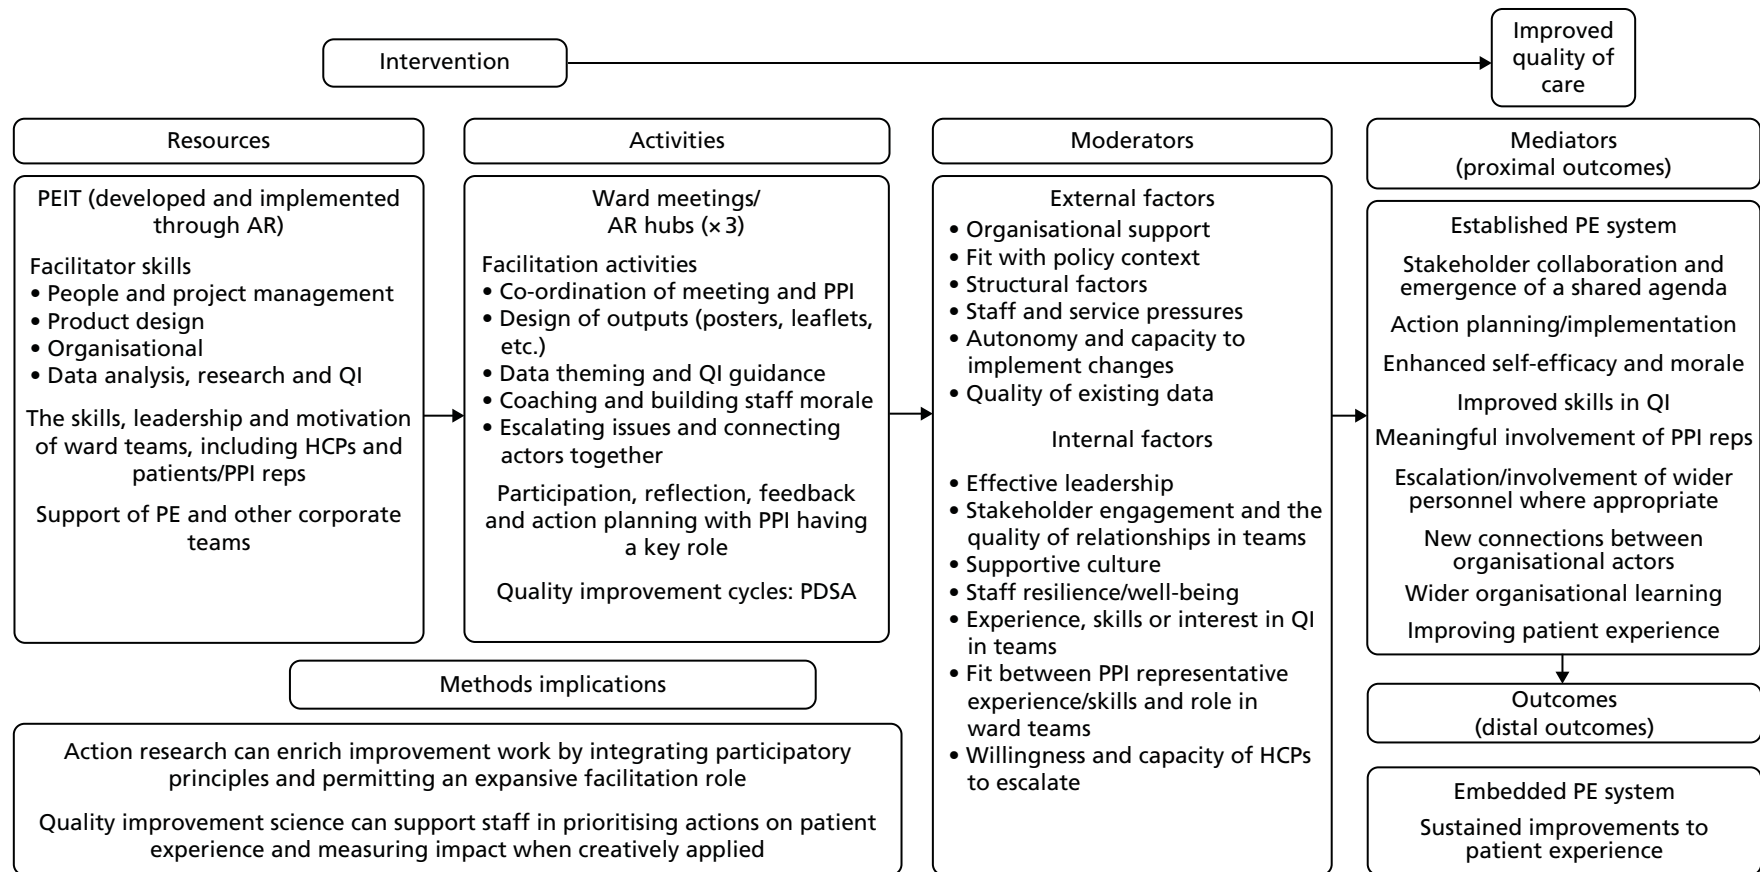 Intervention
Improved
quality of
care
Resources
PEIT (developed and implemented
through AR)
Facilitator skills
• People and project management
• Product design
• Organisational
• Data analysis, research and QI
The skills, leadership and motivation
of ward teams, including HCPs and
patients/PPI reps
Support of PE and other corporate
teams
Activities
Ward meetings/
AR hubs (× 3)
Facilitation activities
• Co-ordination of meeting and PPI
• Design of outputs (posters, leaflets,
etc.)
• Data theming and QI guidance
• Coaching and building staff morale
• Escalating issues and connecting
actors together
Participation, reflection, feedback
and action planning with PPI having
a key role
Quality improvement cycles: PDSA
Moderators
External factors
• Organisational support
• Fit with policy context
• Structural factors
• Staff and service pressures
• Autonomy and capacity to
implement changes
• Quality of existing data
Internal factors
• Effective leadership
• Stakeholder engagement and the
quality of relationships in teams
• Supportive culture
• Staff resilience/well-being
• Experience, skills or interest in QI
in teams
• Fit between PPI representative
experience/skills and role in
ward teams
• Willingness and capacity of HCPs
to escalate
Mediators
(proximal outcomes)
Established PE system
Stakeholder collaboration and
emergence of a shared agenda
Action planning/implementation
Enhanced self-efficacy and morale
Improved skills in QI
Meaningful involvement of PPI reps
Escalation/involvement of wider
personnel where appropriate
New connections between
organisational actors
Wider organisational learning
Improving patient experience
Outcomes
(distal outcomes)
Embedded PE system
Sustained improvements to
patient experience
Methods implications
Action research can enrich improvement work by integrating participatory
principles and permitting an expansive facilitation role
Quality improvement science can support staff in prioritising actions on patient
experience and measuring impact when creatively applied